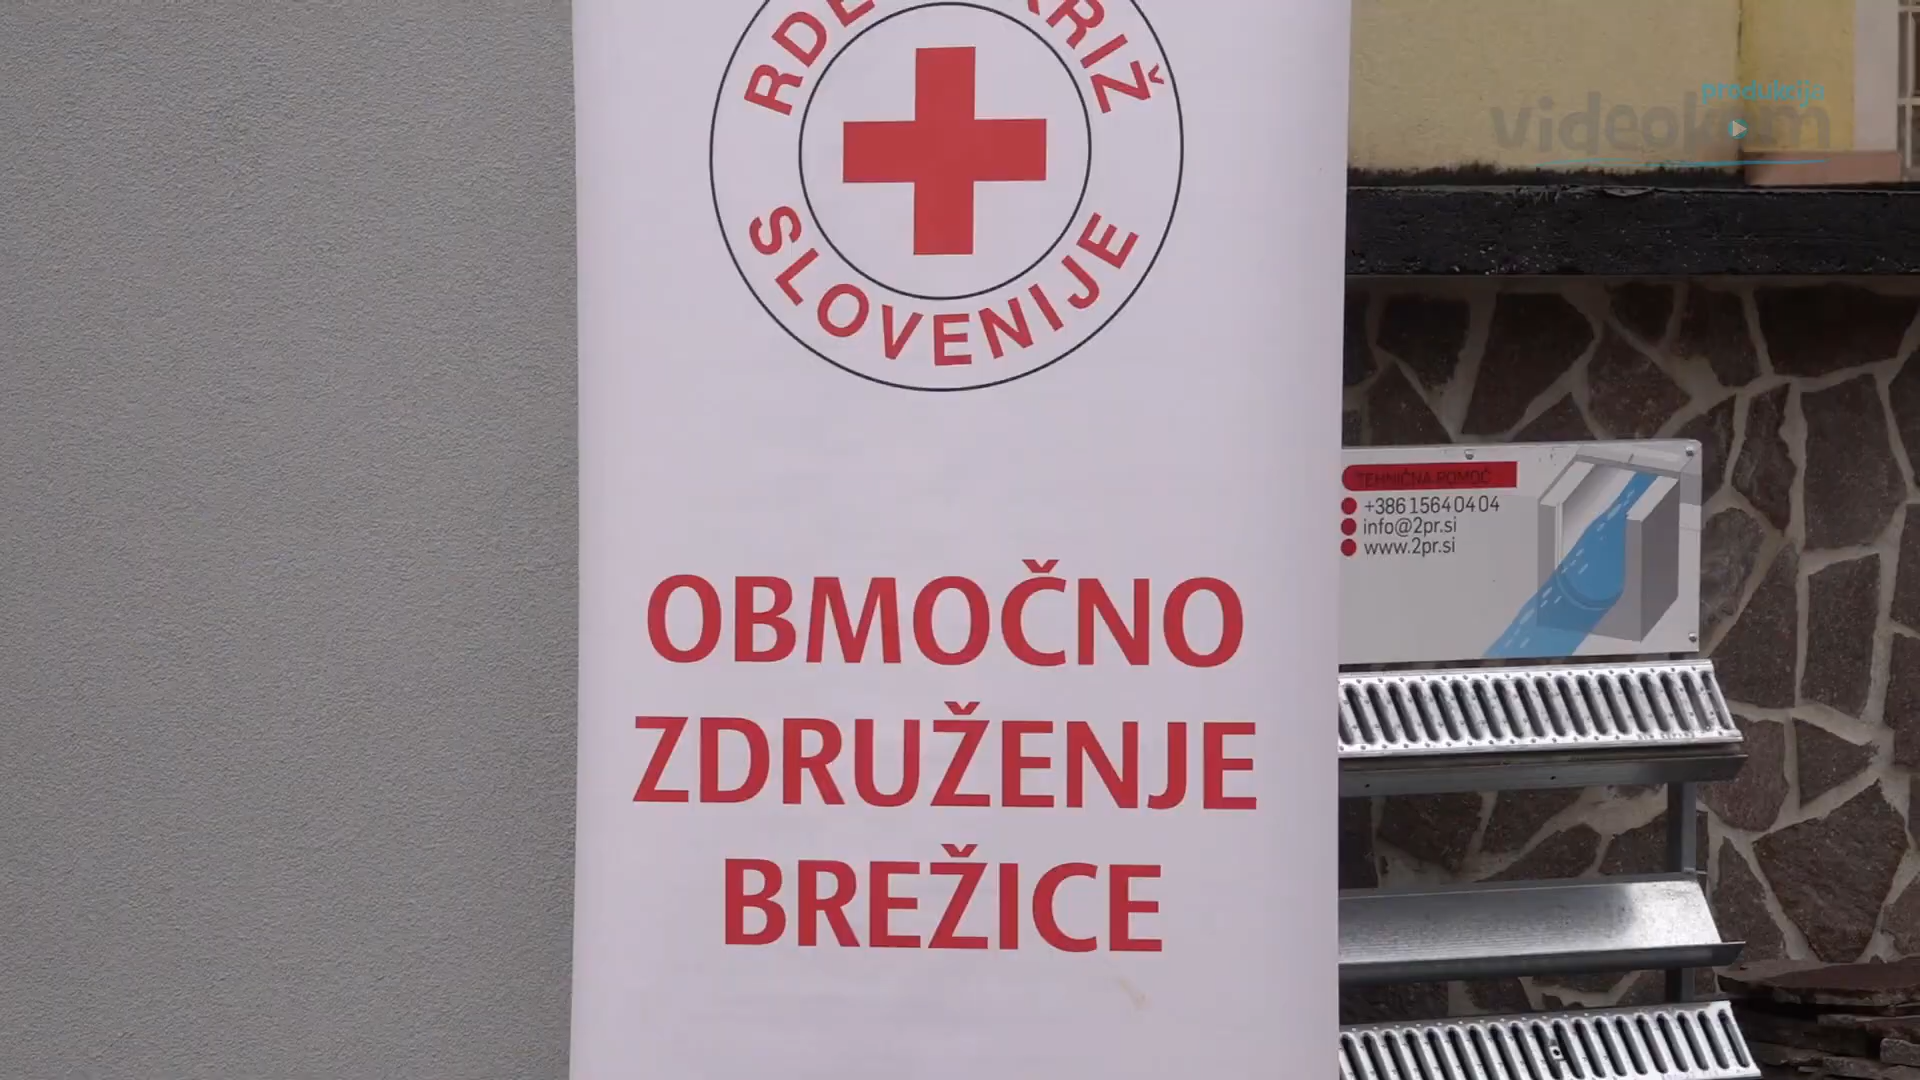 RDE KRIŽ
SLOVENIJE
OBMOČNO
ZDRUŽENJE
BREŽICE
TEHNIČNA POMOČ
+386 1 564 04 04
info@2pr.si
www.2pr.si
produkcija
videokom